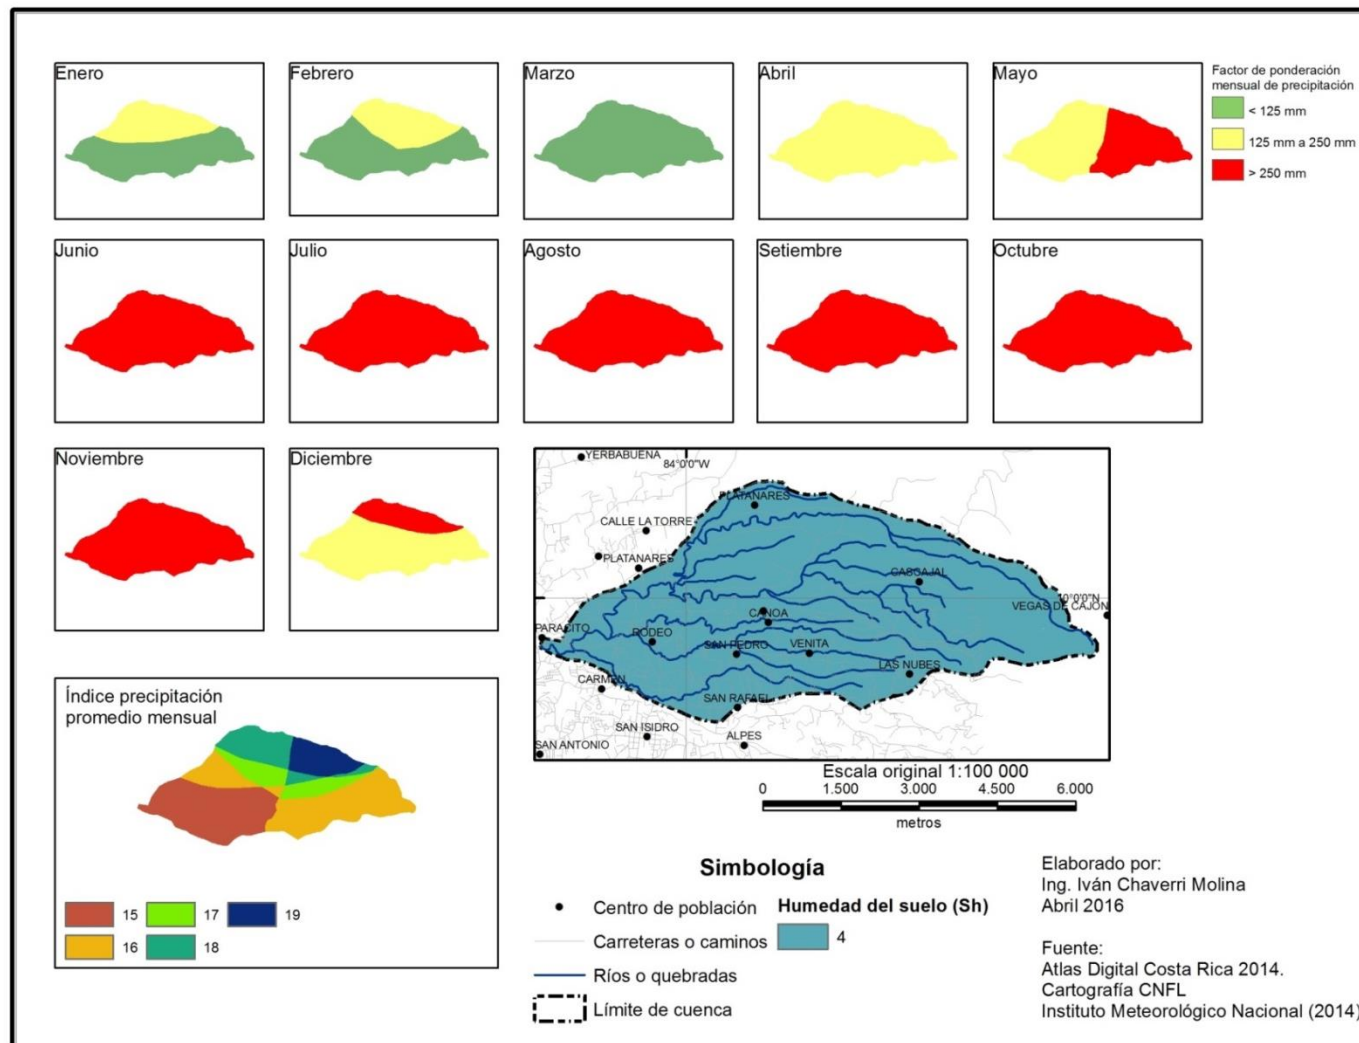 Enero
Febrero
Marzo
Abril
Mayo
Factor de ponderación
mensual de precipitación
< 125 mm
125 mm a 250 mm
> 250 mm
Junio
Julio
Agosto
Setiembre
Octubre
Noviembre
Diciembre
YERBABUENA
84°0'0"W
PLATANARES
CALLE LA TORRE
PLATANARES
CASCAJAL
10°0'0"N
VEGAS DE CAJON
CANOA
PARACITO
RODEO
SAN PEDRO
VENITA
LAS NUBES
CARMEN
SAN RAFAEL
SAN ISIDRO
ALPES
SAN ANTONIO
Escala original 1:100 000
0 1.500 3.000 4.500 6.000
metros
Índice precipitación
promedio mensual
15 17 19
16 18
Simbología
Centro de población
Carreteras o caminos
Ríos o quebradas
Límite de cuenca
Humedad del suelo (Sh)
4
Elaborado por:
Ing. Iván Chaverri Molina
Abril 2016
Fuente:
Atlas Digital Costa Rica 2014.
Cartografía CNFL
Instituto Meteorológico Nacional (2014)